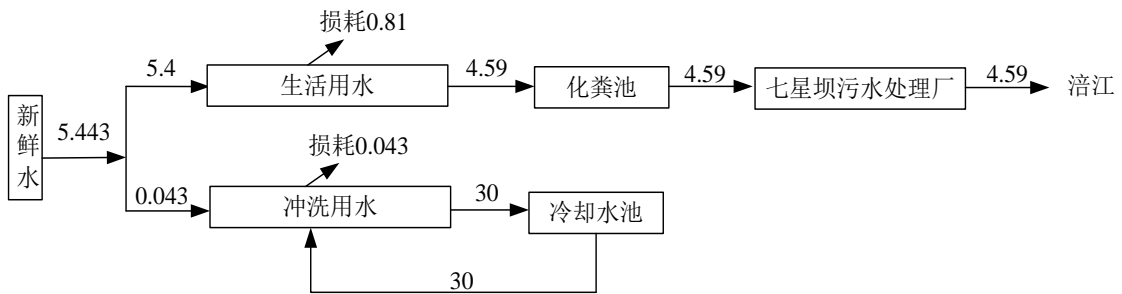 损耗0.81
5.4
生活用水
4.59
化粪池
4.59
七星坝污水处理厂
4.59
涪江
新鲜水
5.443
损耗0.043
0.043
冲洗用水
30
冷却水池
30